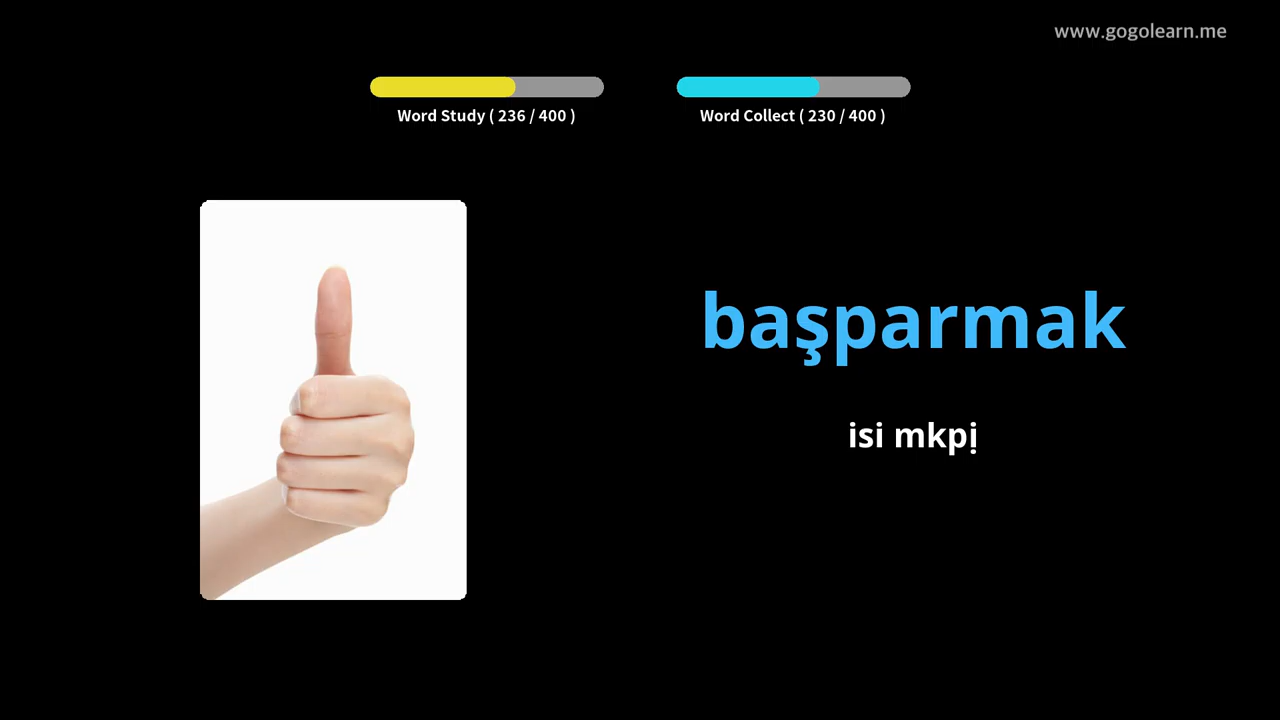 www.gogolearn.me
Word Study ( 236 / 400 )
Word Collect ( 230 / 400 )
başparmak
isi mkpị